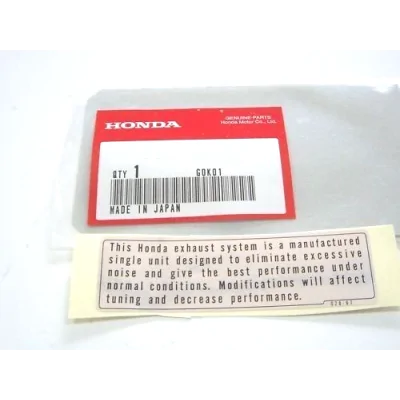 HONDA
GENUINE PARTS
Honda Motor Co., Ltd.
QTY 1 G0K01
MADE IN JAPAN
This Honda exhaust system is a manufactured
single unit designed to eliminate excessive
noise and give the best performance under
normal conditions. Modifications will affect
tuning and decrease performance.